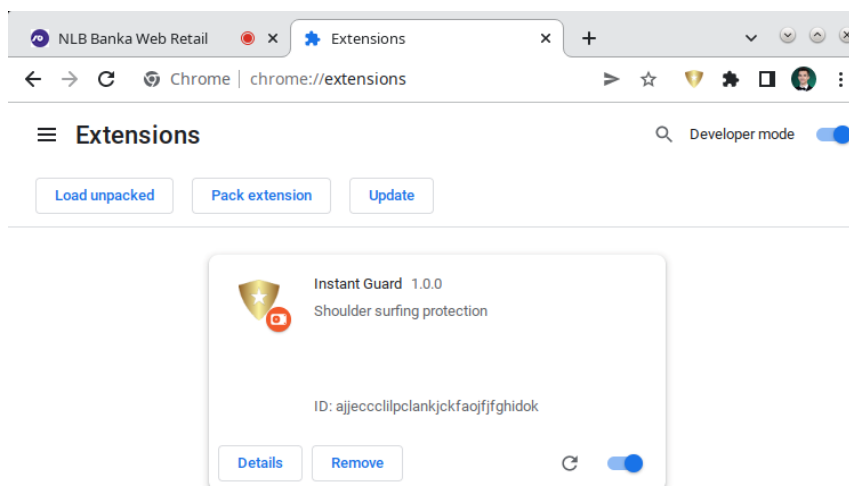 NLB Banka Web Retail
Extensions
Chrome | chrome://extensions
Extensions
Developer mode
Load unpacked
Pack extension
Update
Instant Guard 1.0.0
Shoulder surfing protection
ID: ajjeccclilpclankjckfaojfjfghidok
Details
Remove